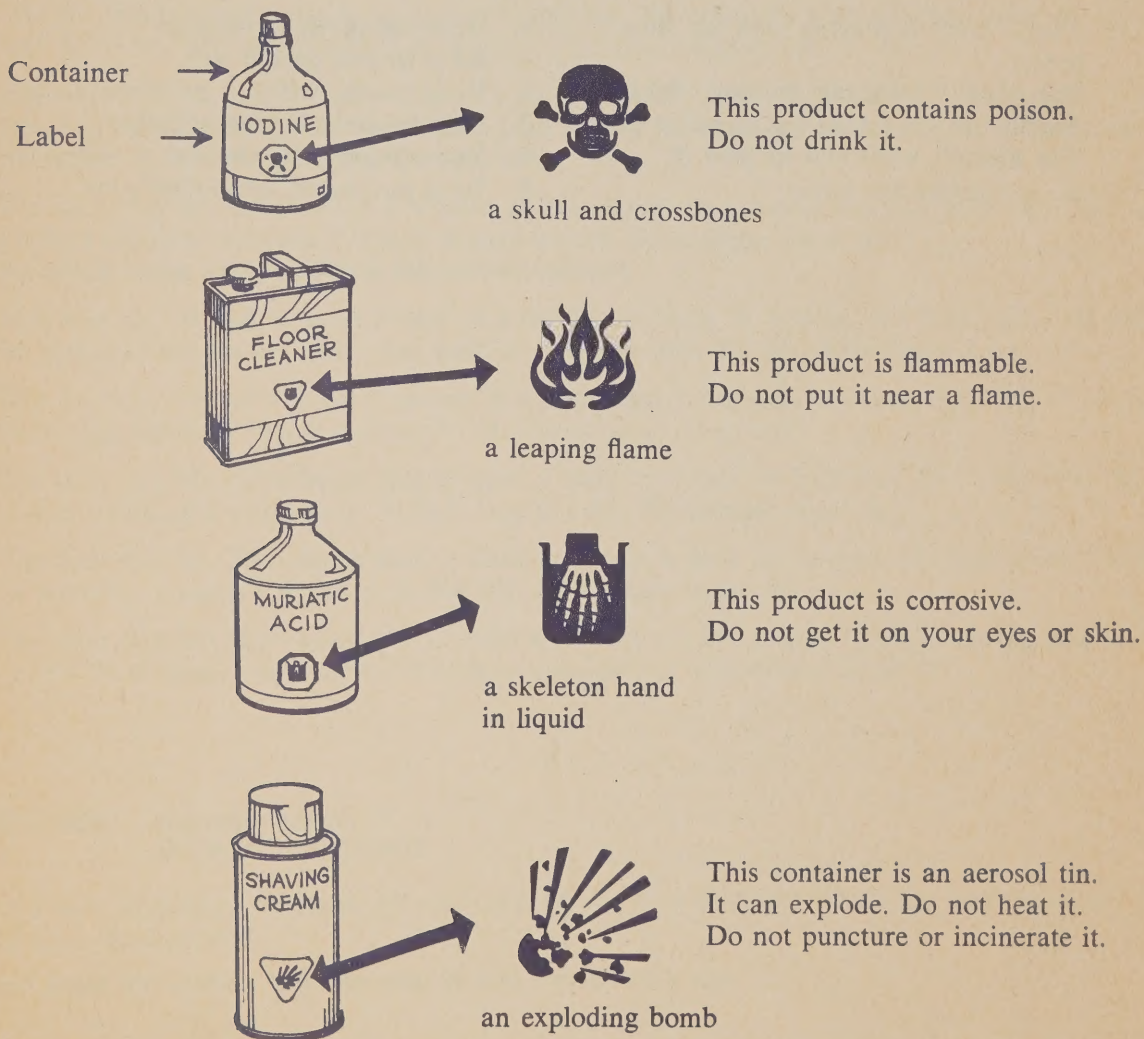 Container
Label
IODINE
This product contains poison.
Do not drink it.
a skull and crossbones
FLOOR
CLEANER
This product is flammable.
Do not put it near a flame.
a leaping flame
MURIATIC
ACID
This product is corrosive.
Do not get it on your eyes or skin.
a skeleton hand
in liquid
SHAVING
CREAM
This container is an aerosol tin.
It can explode. Do not heat it.
Do not puncture or incinerate it.
an exploding bomb